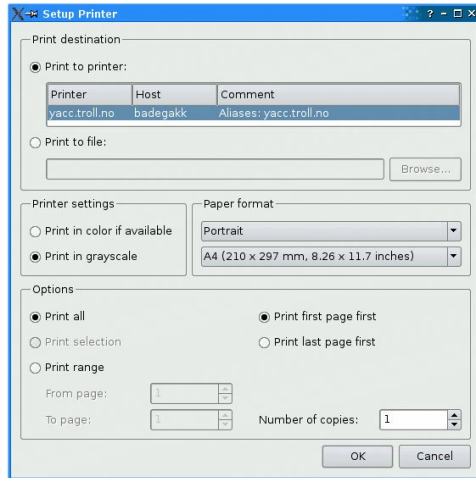 Setup Printer
Print destination
Print to printer:
Printer Host Comment
yacc.troll.no badegakk Aliases: yacc.troll.no
Print to file:
Browse...
Printer settings
Print in color if available
Print in grayscale
Paper format
Portrait
A4 (210 x 297 mm, 8.26 x 11.7 inches)
Options
Print all
Print first page first
Print selection
Print last page first
Print range
From page: 1
To page: 1
Number of copies: 1
OK Cancel